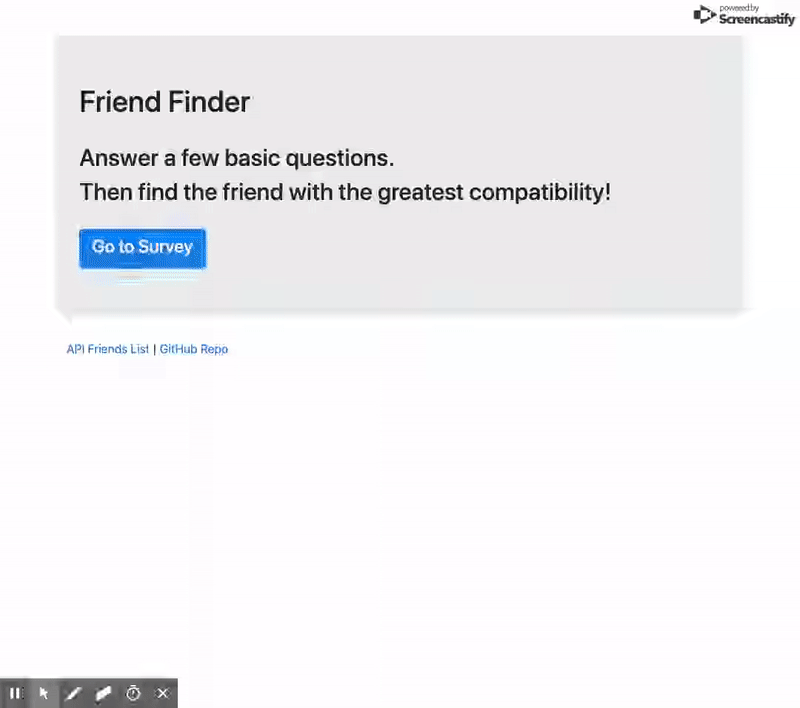 powered by
Screencastify
Friend Finder
Answer a few basic questions.
Then find the friend with the greatest compatibility!
Go to Survey
API Friends List | GitHub Repo